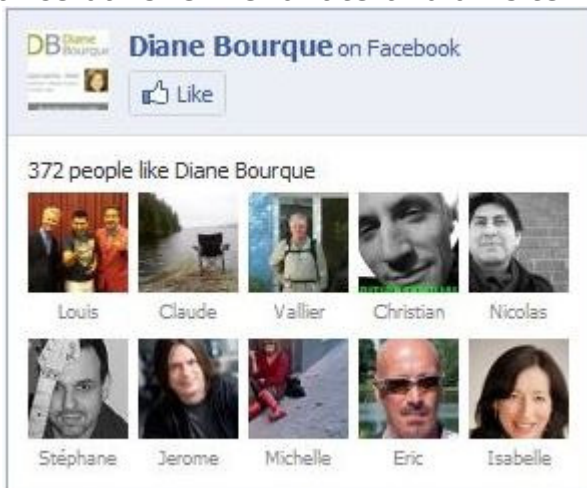 DB Diane
Bourque
Diane Bourque on Facebook
Like
372 people like Diane Bourque
Louis Claude Vallier Christian Nicolas
Stéphane Jerome Michelle Eric Isabelle